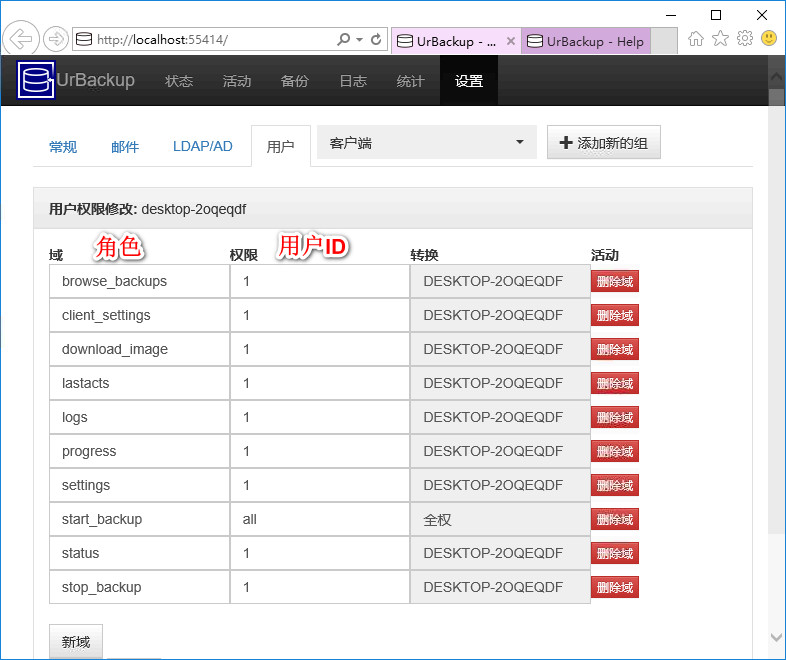 http://localhost:55414/ UrBackup - ... UrBackup - Help
UrBackup 状态 活动 备份 日志 统计 设置
常规 邮件 LDAP/AD 用户 客户端 添加新的组
用户权限修改: desktop-2oqeqdf
域 角色 权限 用户ID 转换 活动
browse_backups 1 DESKTOP-2OQEQDF 删除域
client_settings 1 DESKTOP-2OQEQDF 删除域
download_image 1 DESKTOP-2OQEQDF 删除域
lastacts 1 DESKTOP-2OQEQDF 删除域
logs 1 DESKTOP-2OQEQDF 删除域
progress 1 DESKTOP-2OQEQDF 删除域
settings 1 DESKTOP-2OQEQDF 删除域
start_backup all 全权 删除域
status 1 DESKTOP-2OQEQDF 删除域
stop_backup 1 DESKTOP-2OQEQDF 删除域
新域